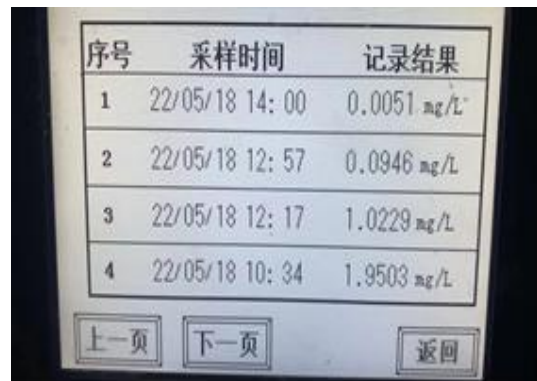 序号 采样时间 记录结果
1 22/05/18 14: 00 0.0051 mg/L
2 22/05/18 12: 57 0.0946 mg/L
3 22/05/18 12: 17 1.0229 mg/L
4 22/05/18 10: 34 1.9503 mg/L
上一页 下一页 返回